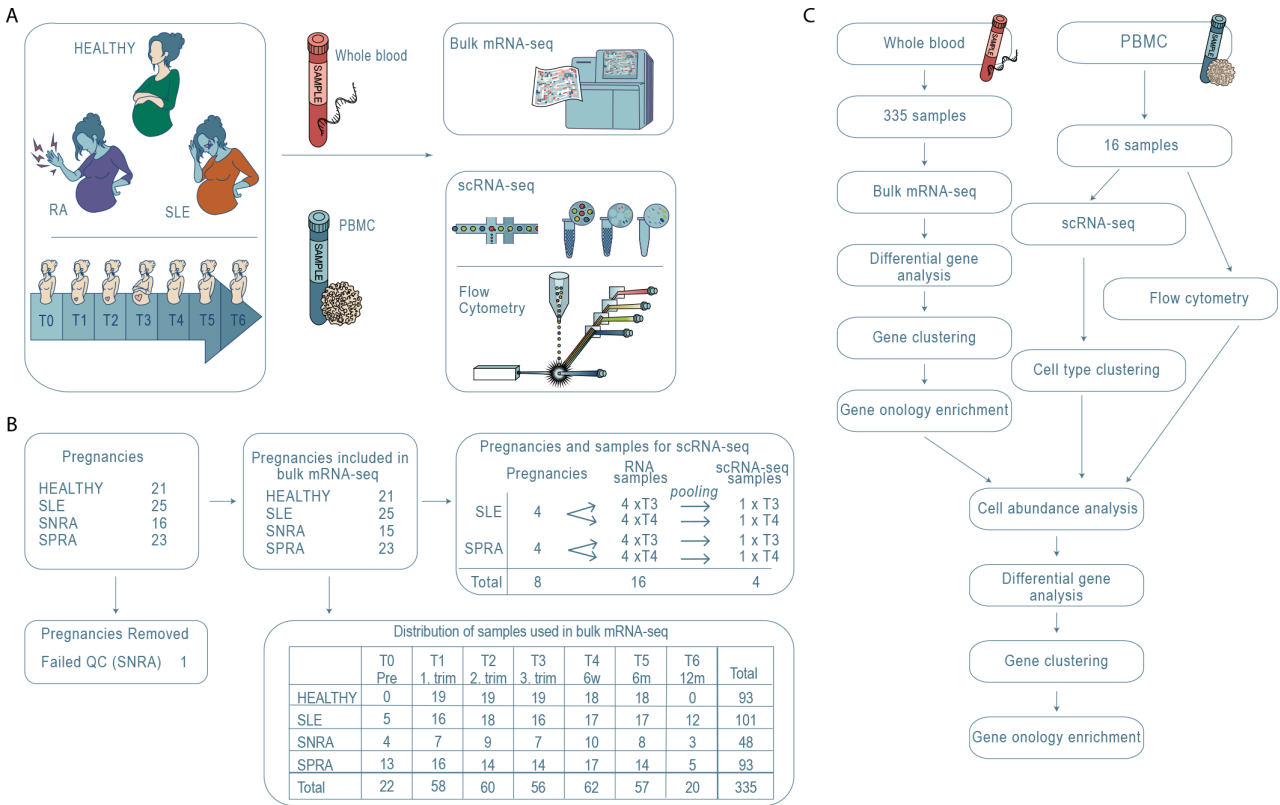 A
HEALTHY
RA
SLE
T0 T1 T2 T3 T4 T5 T6
SAMPLE
Whole blood
SAMPLE
PBMC
Bulk mRNA-seq
scRNA-seq
Flow
Cytometry
B
Pregnancies
HEALTHY 21
SLE 25
SNRA 16
SPRA 23
Pregnancies Removed
Failed QC (SNRA) 1
Pregnancies included in
bulk mRNA-seq
HEALTHY 21
SLE 25
SNRA 15
SPRA 23
Pregnancies and samples for scRNA-seq
Pregnancies RNA samples scRNA-seq samples
pooling
SLE 4 4 xT3 1 x T3
4 xT4 1 x T4
SPRA 4 4 xT3 1 x T3
4 xT4 1 x T4
Total 8 16 4
Distribution of samples used in bulk mRNA-seq
T0 T1 T2 T3 T4 T5 T6 Total
Pre 1. trim 2. trim 3. trim 6w 6m 12m
HEALTHY 0 19 19 19 18 18 0 93
SLE 5 16 18 16 17 17 12 101
SNRA 4 7 9 7 10 8 3 48
SPRA 13 16 14 14 17 14 5 93
Total 22 58 60 56 62 57 20 335
C
Whole blood
SAMPLE
335 samples
Bulk mRNA-seq
Differential gene
analysis
Gene clustering
Gene onology enrichment
PBMC
SAMPLE
16 samples
scRNA-seq
Flow cytometry
Cell type clustering
Cell abundance analysis
Differential gene
analysis
Gene clustering
Gene onology enrichment